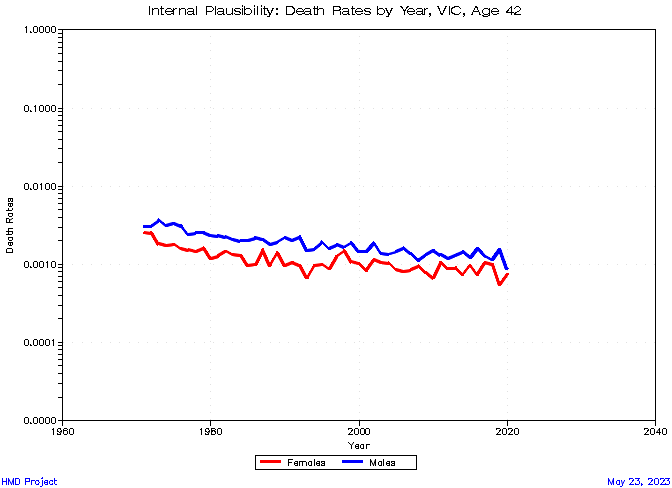 Internal Plausibility: Death Rates by Year, VIC, Age 42
1.0000
0.1000
0.0100
0.0010
0.0001
0.0000
Death Rates
1960 1980 2000 2020 2040
Year
Females Males
HMD Project May 23, 2023